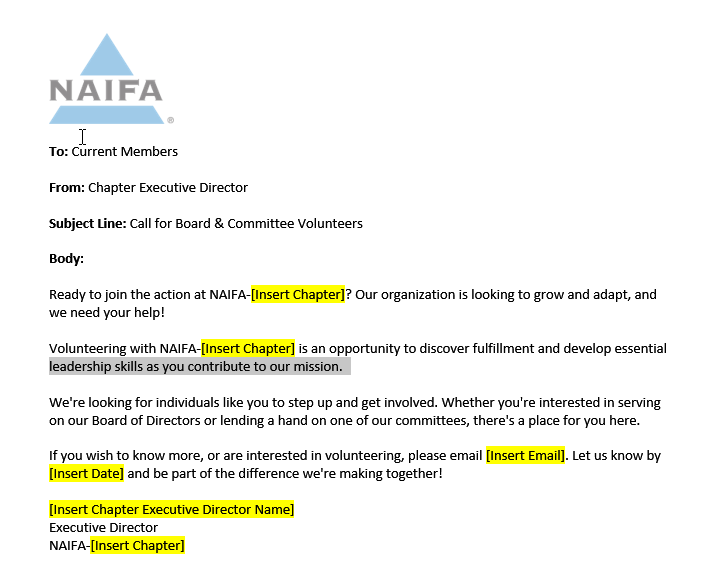 NAIFA
®
To: Current Members
From: Chapter Executive Director
Subject Line: Call for Board & Committee Volunteers
Body:
Ready to join the action at NAIFA-[Insert Chapter]? Our organization is looking to grow and adapt, and
we need your help!
Volunteering with NAIFA-[Insert Chapter] is an opportunity to discover fulfillment and develop essential
leadership skills as you contribute to our mission.
We're looking for individuals like you to step up and get involved. Whether you're interested in serving
on our Board of Directors or lending a hand on one of our committees, there's a place for you here.
If you wish to know more, or are interested in volunteering, please email [Insert Email]. Let us know by
[Insert Date] and be part of the difference we're making together!
[Insert Chapter Executive Director Name]
Executive Director
NAIFA-[Insert Chapter]